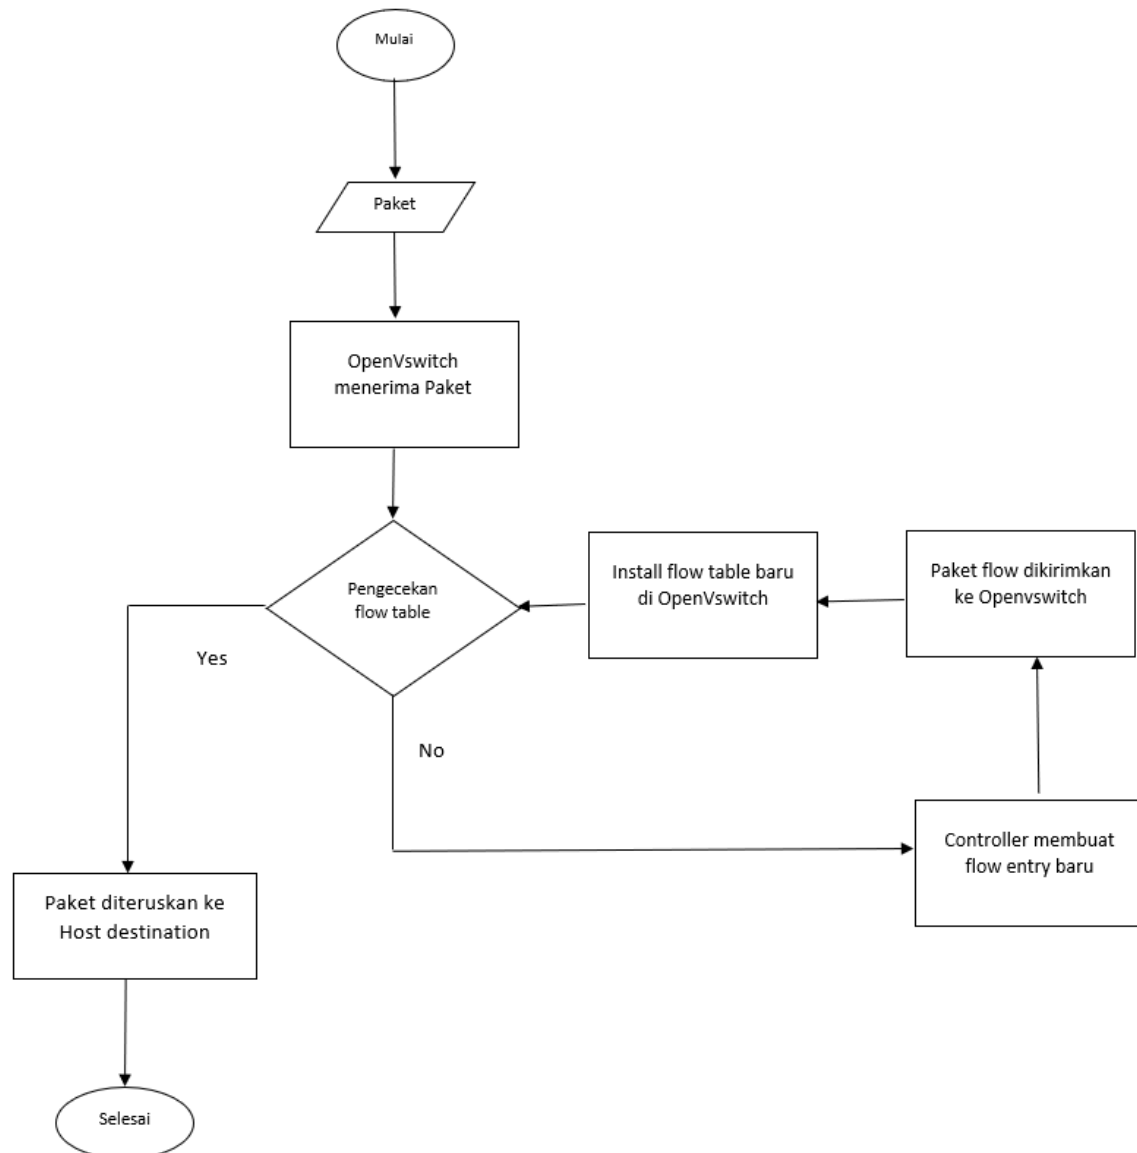 Mulai
Paket
OpenVswitch
menerima Paket
Pengecekan
flow table
Install flow table baru
di OpenVswitch
Paket flow dikirimkan
ke Openvswitch
Yes
No
Controller membuat
flow entry baru
Paket diteruskan ke
Host destination
Selesai